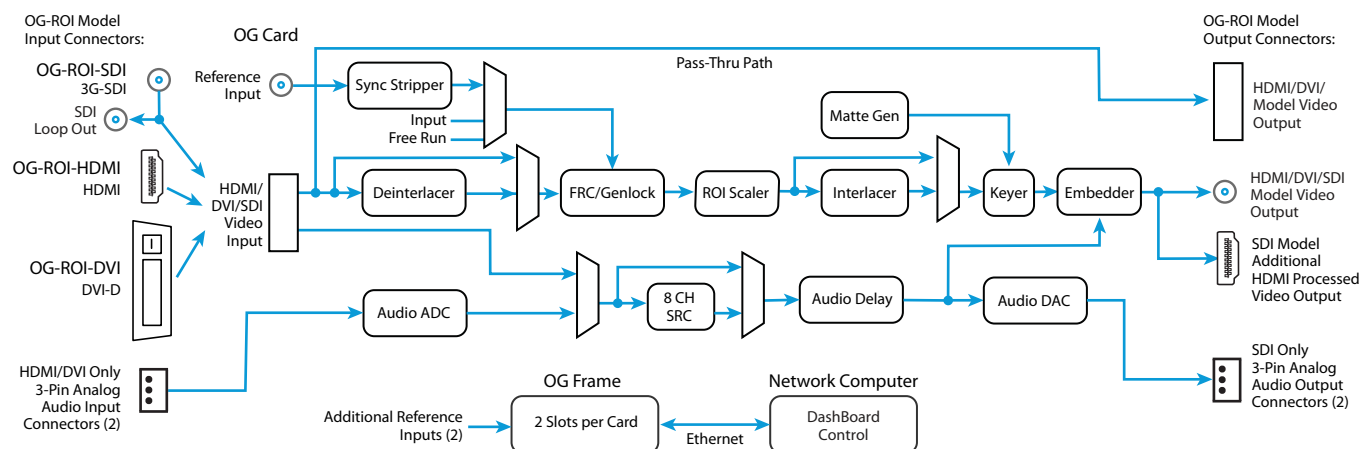 OG-ROI Model
Input Connectors:
OG-ROI-SDI
3G-SDI
SDI
Loop Out
OG-ROI-HDMI
HDMI
OG-ROI-DVI
DVI-D
HDMI/DVI Only
3-Pin Analog
Audio Input
Connectors (2)
OG Card
Reference
Input
Sync Stripper
Input
Free Run
HDMI/
DVI/SDI
Video
Input
Pass-Thru Path
Deinterlacer
FRC/Genlock
ROI Scaler
Matte Gen
Interlacer
Keyer
Embedder
Audio ADC
8 CH
SRC
Audio Delay
Audio DAC
OG Frame
Additional Reference
Inputs (2)
2 Slots per Card
Ethernet
Network Computer
DashBoard
Control
OG-ROI Model
Output Connectors:
HDMI/DVI/
Model Video
Output
HDMI/DVI/SDI
Model Video
Output
SDI Model
Additional
HDMI Processed
Video Output
SDI Only
3-Pin Analog
Audio Output
Connectors (2)